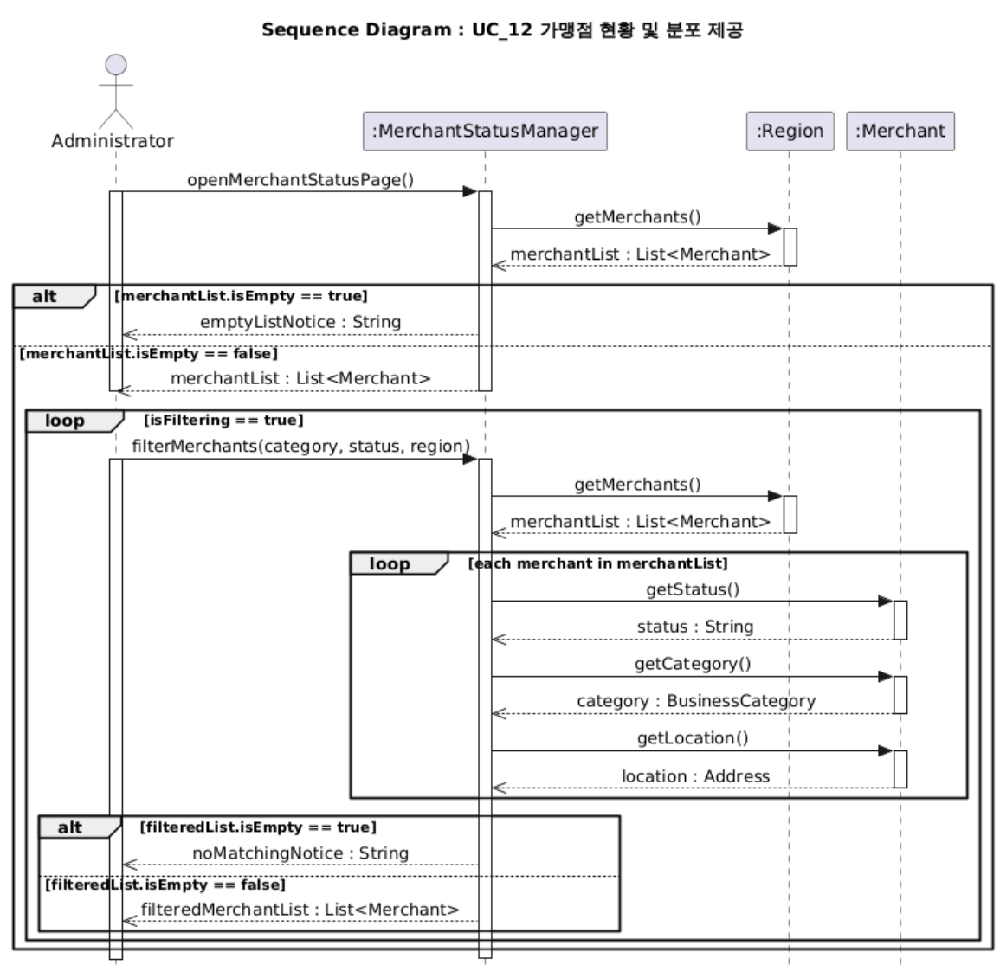 Sequence Diagram : UC_12 가맹점 현황 및 분포 제공
Administrator
:MerchantStatusManager
:Region
:Merchant
openMerchantStatusPage()
getMerchants()
merchantList : List<Merchant>
alt [merchantList.isEmpty == true]
emptyListNotice : String
[merchantList.isEmpty == false]
merchantList : List<Merchant>
loop [isFiltering == true]
filterMerchants(category, status, region)
getMerchants()
merchantList : List<Merchant>
loop [each merchant in merchantList]
getStatus()
status : String
getCategory()
category : BusinessCategory
getLocation()
location : Address
alt [filteredList.isEmpty == true]
noMatchingNotice : String
[filteredList.isEmpty == false]
filteredMerchantList : List<Merchant>